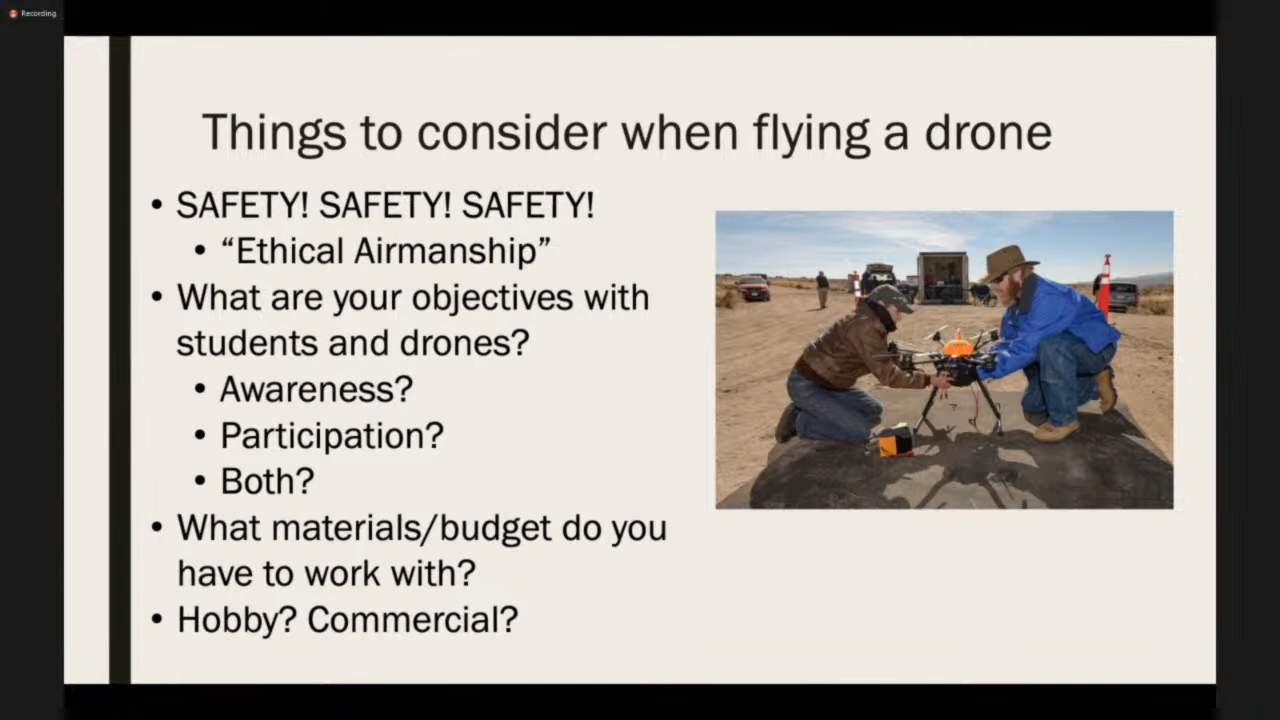 Recording
Things to consider when flying a drone
• SAFETY! SAFETY! SAFETY!
• “Ethical Airmanship”
• What are your objectives with
students and drones?
• Awareness?
• Participation?
• Both?
• What materials/budget do you
have to work with?
• Hobby? Commercial?